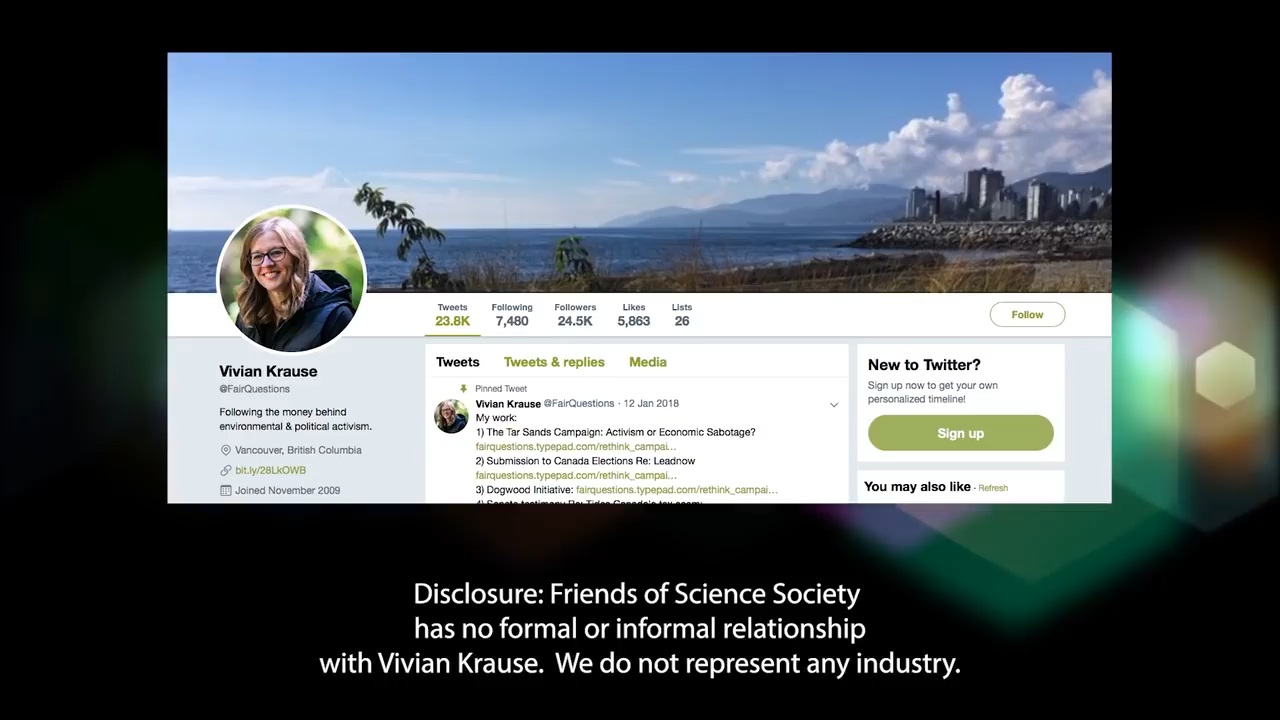 Tweets
23.8K
Following
7,480
Followers
24.5K
Likes
5,863
Lists
26
Follow
Vivian Krause
@FairQuestions
Following the money behind
environmental & political activism.
Vancouver, British Columbia
bit.ly/28LkOWB
Joined November 2009
Tweets Tweets & replies Media
Pinned Tweet
Vivian Krause @FairQuestions · 12 Jan 2018
My work:
1) The Tar Sands Campaign: Activism or Economic Sabotage?
fairquestions.typepad.com/rethink_campai...
2) Submission to Canada Elections Re: Leadnow
fairquestions.typepad.com/rethink_campai...
3) Dogwood Initiative: fairquestions.typepad.com/rethink_campai...
New to Twitter?
Sign up now to get your own
personalized timeline!
Sign up
You may also like · Refresh
Disclosure: Friends of Science Society
has no formal or informal relationship
with Vivian Krause. We do not represent any industry.